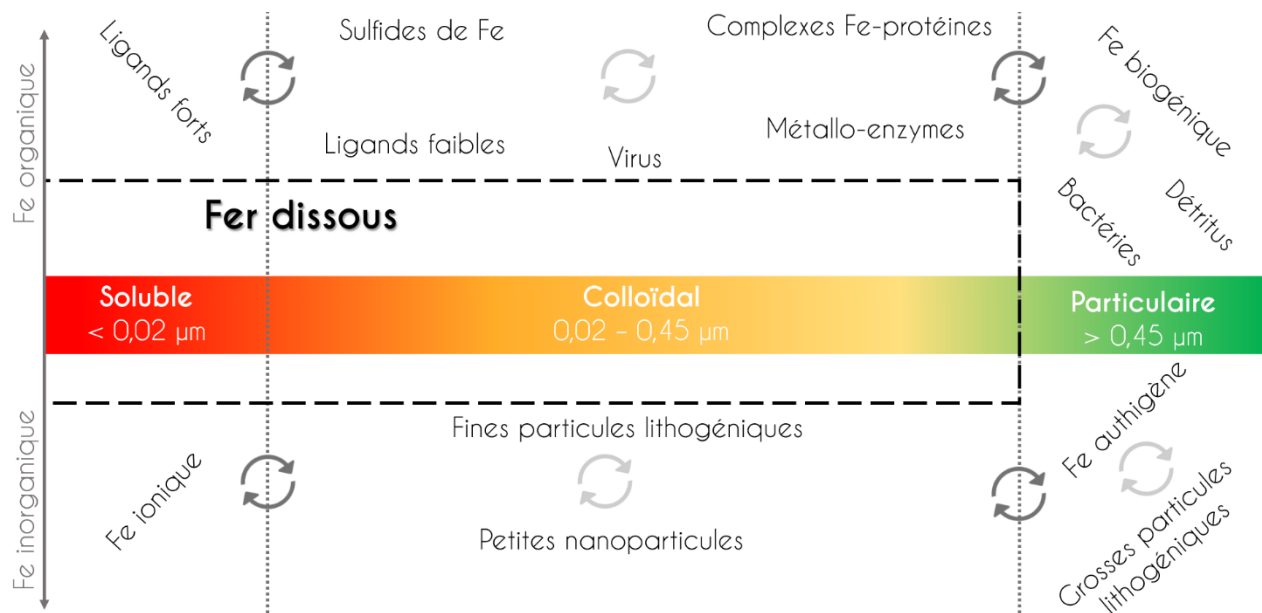 Fe organique
Ligands forts
Sulfides de Fe
Complexes Fe-protéines
Fe biogénique
Ligands faibles
Virus
Métallo-enzymes
Bactéries
Détritus
Fer dissous
Soluble
< 0,02 µm
Colloïdal
0,02 – 0,45 µm
Particulaire
> 0,45 µm
Fe inorganique
Fe ionique
Fines particules lithogéniques
Petites nanoparticules
Fe authigène
Grosses particules
lithogéniques